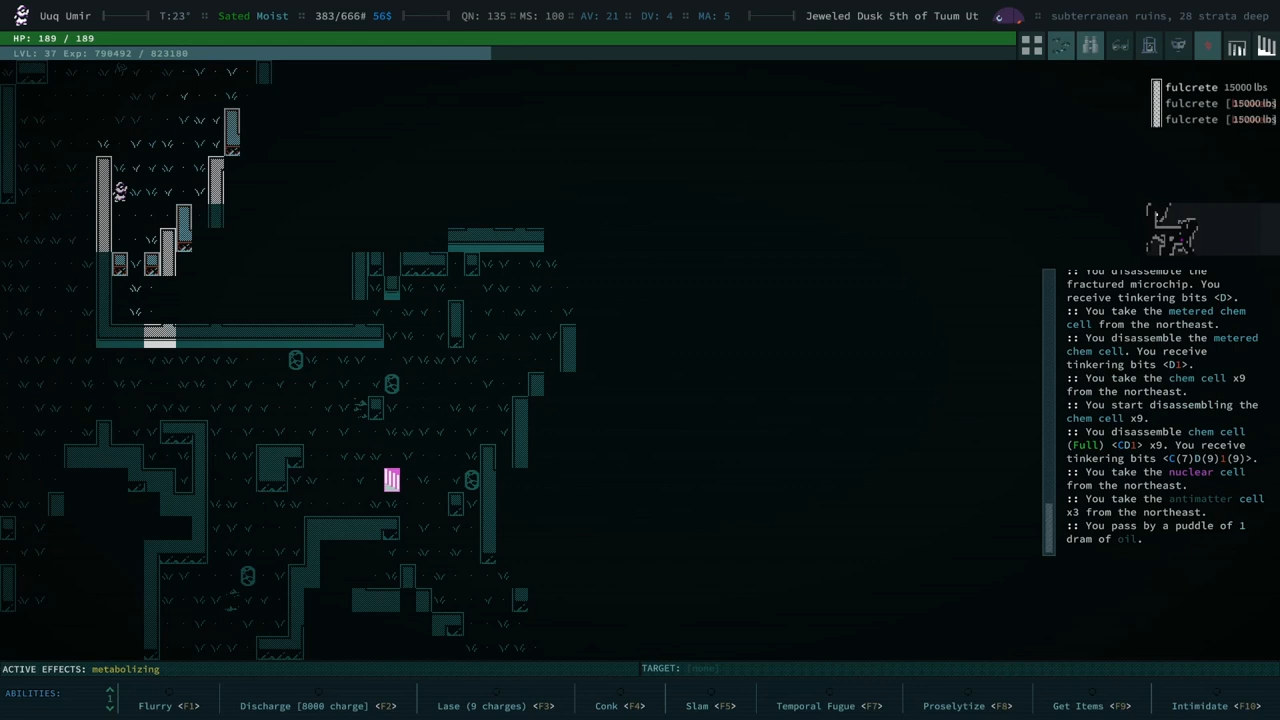 Uuq Umir T:23° :: Sated Moist :: 383/666# 56$ QN: 135 :: MS: 100 :: AV: 21 :: DV: 4 :: MA: 5 Jeweled Dusk 5th of Tuum Ut :: subterranean ruins, 28 strata deep
HP: 189 / 189
LVL: 37 Exp: 790492 / 823180
fulcrete 15000 lbs
fulcrete [15000 lbs]
fulcrete [15000 lbs]
:: You disassemble the
fractured microchip. You
receive tinkering bits <D>.
:: You take the metered chem
cell from the northeast.
:: You disassemble the metered
chem cell. You receive
tinkering bits <D1>.
:: You take the chem cell x9
from the northeast.
:: You start disassembling the
chem cell x9.
:: You disassemble chem cell
(Full) <CD1> x9. You receive
tinkering bits <C(7)D(9)1(9)>.
:: You take the nuclear cell
from the northeast.
:: You take the antimatter cell
x3 from the northeast.
:: You pass by a puddle of 1
dram of oil.
ACTIVE EFFECTS: metabolizing
TARGET: [none]
ABILITIES: 1 Flurry <F1> Discharge [8000 charge] <F2> Lase (9 charges) <F3> Conk <F4> Slam <F5> Temporal Fugue <F7> Proselytize <F8> Get Items <F9> Intimidate <F10>